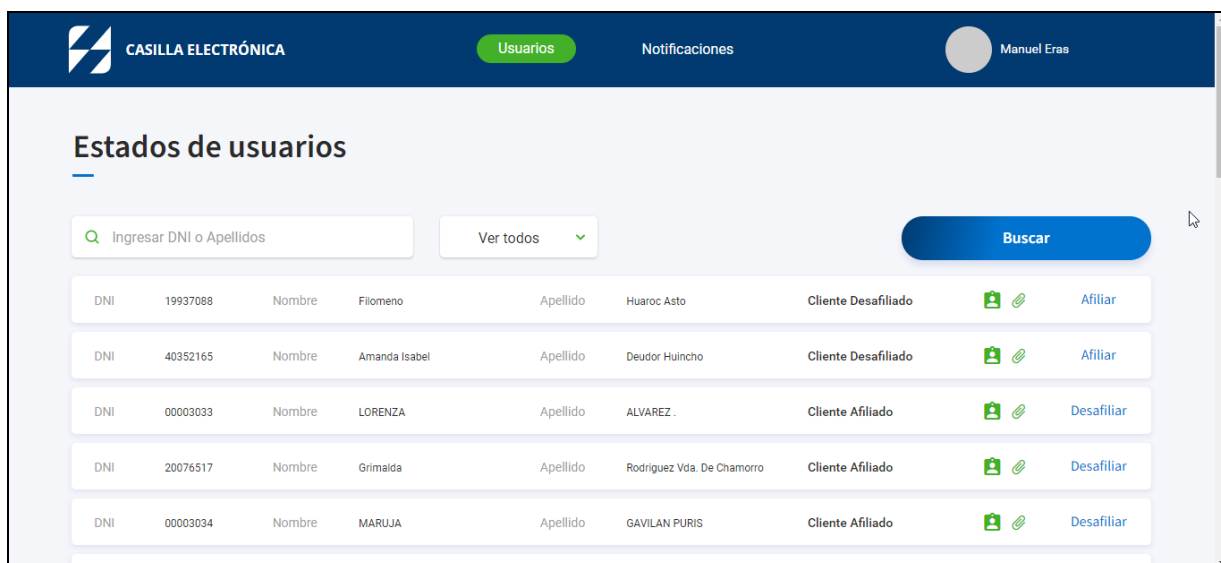 CASILLA ELECTRÓNICA Usuarios Notificaciones Manuel Eras
Estados de usuarios
Ingresar DNI o Apellidos Ver todos Buscar
DNI 19937088 Nombre Filomeno Apellido Huaroc Asto Cliente Desafiliado Afiliar
DNI 40352165 Nombre Amanda Isabel Apellido Deudor Huincho Cliente Desafiliado Afiliar
DNI 00003033 Nombre LORENZA Apellido ALVAREZ . Cliente Afiliado Desafiliar
DNI 20076517 Nombre Grimalda Apellido Rodriguez Vda. De Chamorro Cliente Afiliado Desafiliar
DNI 00003034 Nombre MARUJA Apellido GAVILAN PURIS Cliente Afiliado Desafiliar